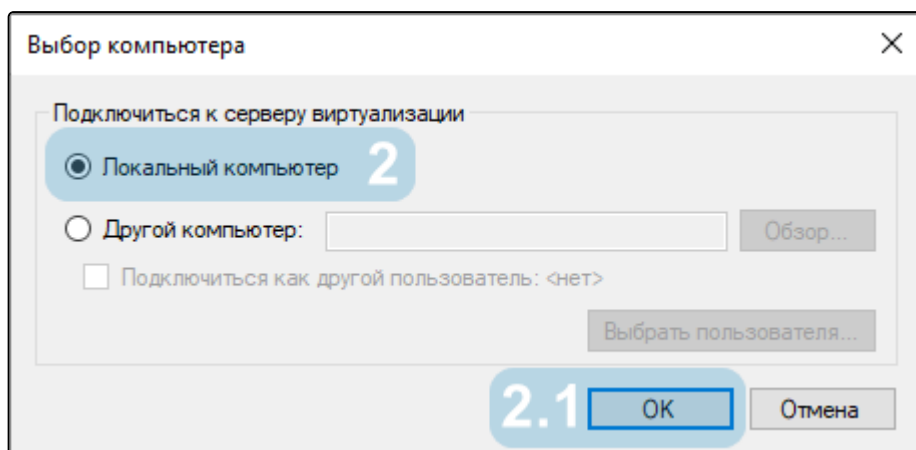 Выбор компьютера
Подключиться к серверу виртуализации
Локальный компьютер 2
Другой компьютер: Обзор...
Подключиться как другой пользователь: <нет>
Выбрать пользователя...
2.1 OK Отмена